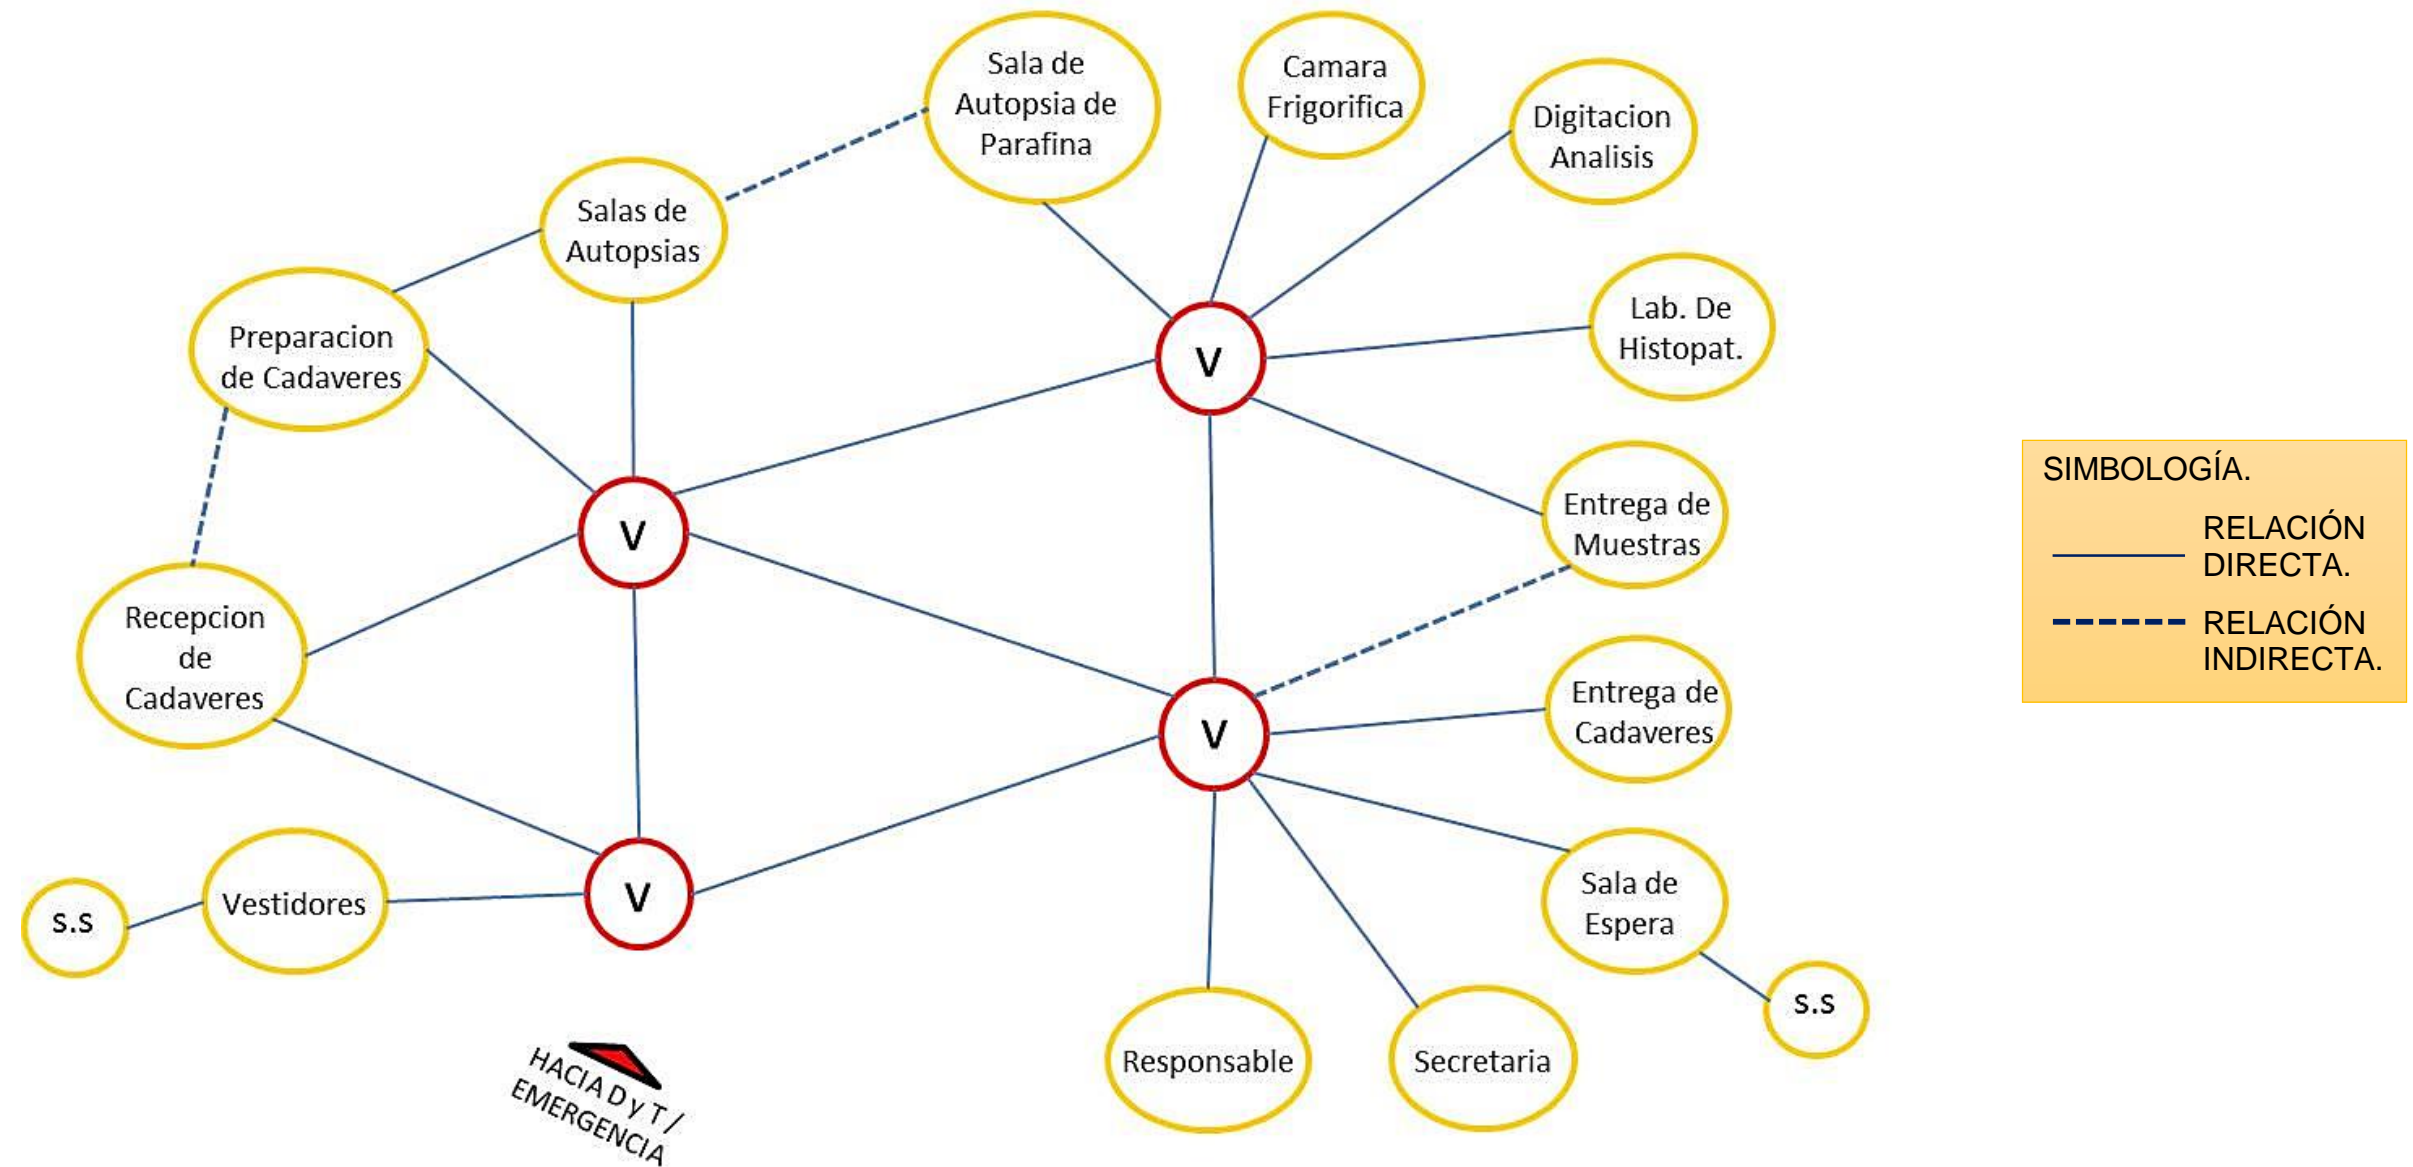 Sala de
Autopsia de
Parafina
Camara
Frigorifica
Digitacion
Analisis
Salas de
Autopsias
Preparacion
de Cadaveres
Lab. De
Histopat.
V
V
Entrega de
Muestras
SIMBOLOGÍA.
RELACIÓN
DIRECTA.
RELACIÓN
INDIRECTA.
Recepcion
de
Cadaveres
Entrega de
Cadaveres
V
V
Vestidores
s.s
Sala de
Espera
s.s
Responsable
Secretaria
HACIA D y T /
EMERGENCIA